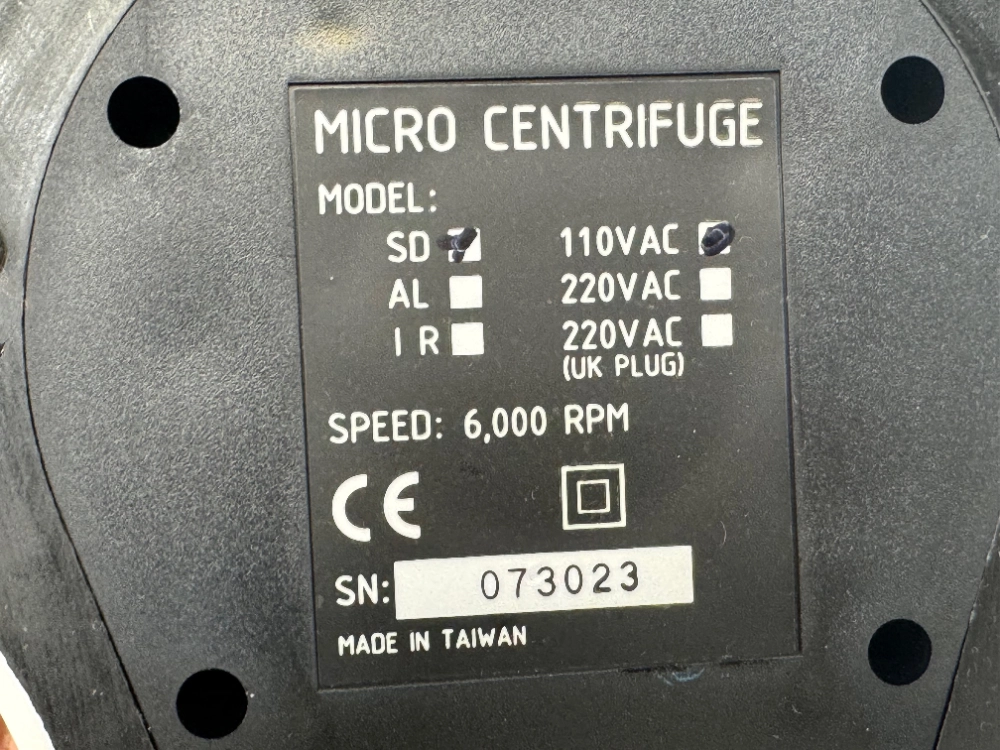 MICRO CENTRIFUGE
MODEL:
SD 110VAC
AL 220VAC
IR 220VAC
(UK PLUG)
SPEED: 6,000 RPM
CE
SN: 073023
MADE IN TAIWAN